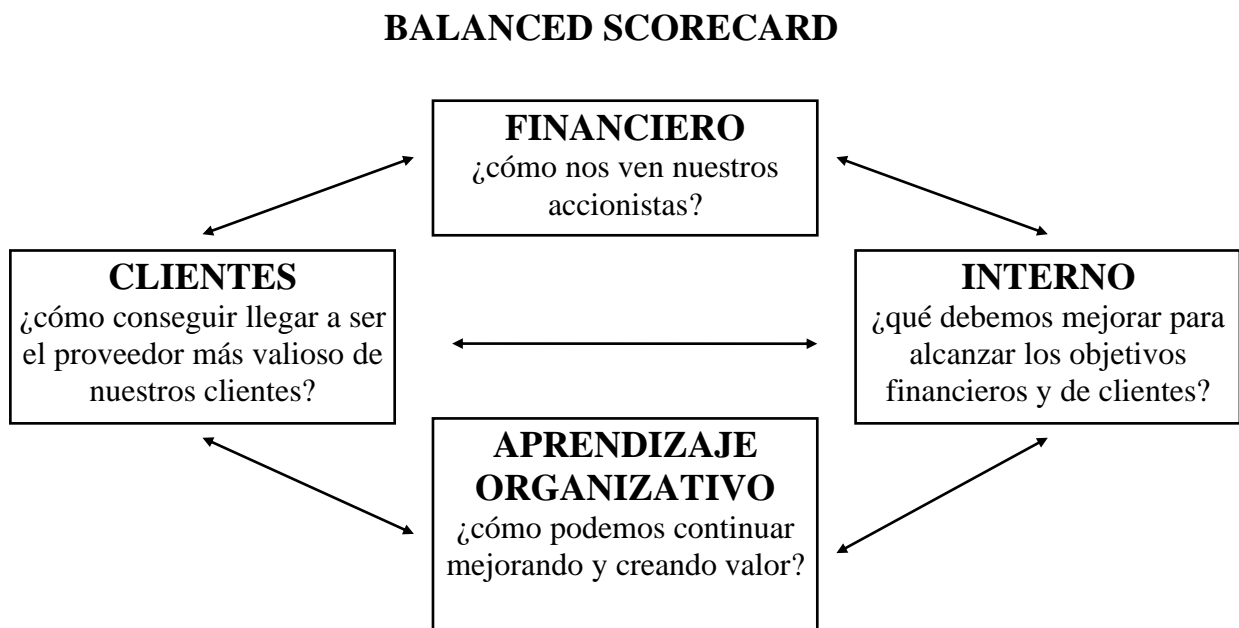 BALANCED SCORECARD
FINANCIERO
¿cómo nos ven nuestros
accionistas?
CLIENTES
¿cómo conseguir llegar a ser
el proveedor más valioso de
nuestros clientes?
INTERNO
¿qué debemos mejorar para
alcanzar los objetivos
financieros y de clientes?
APRENDIZAJE
ORGANIZATIVO
¿cómo podemos continuar
mejorando y creando valor?